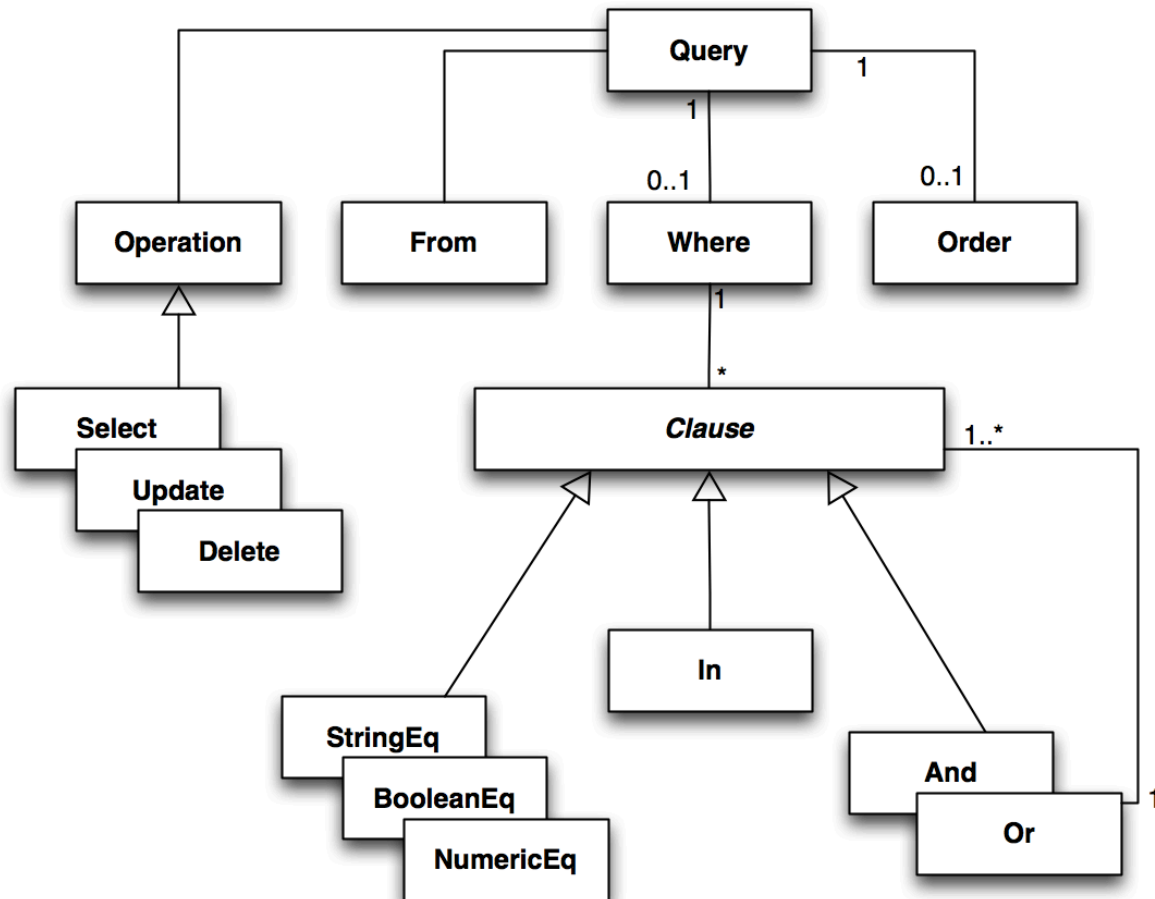 Query
1
1
0..1
0..1
Operation
From
Where
Order
1
*
Select
Clause
1..*
Update
Delete
In
StringEq
And
BooleanEq
1
Or
NumericEq